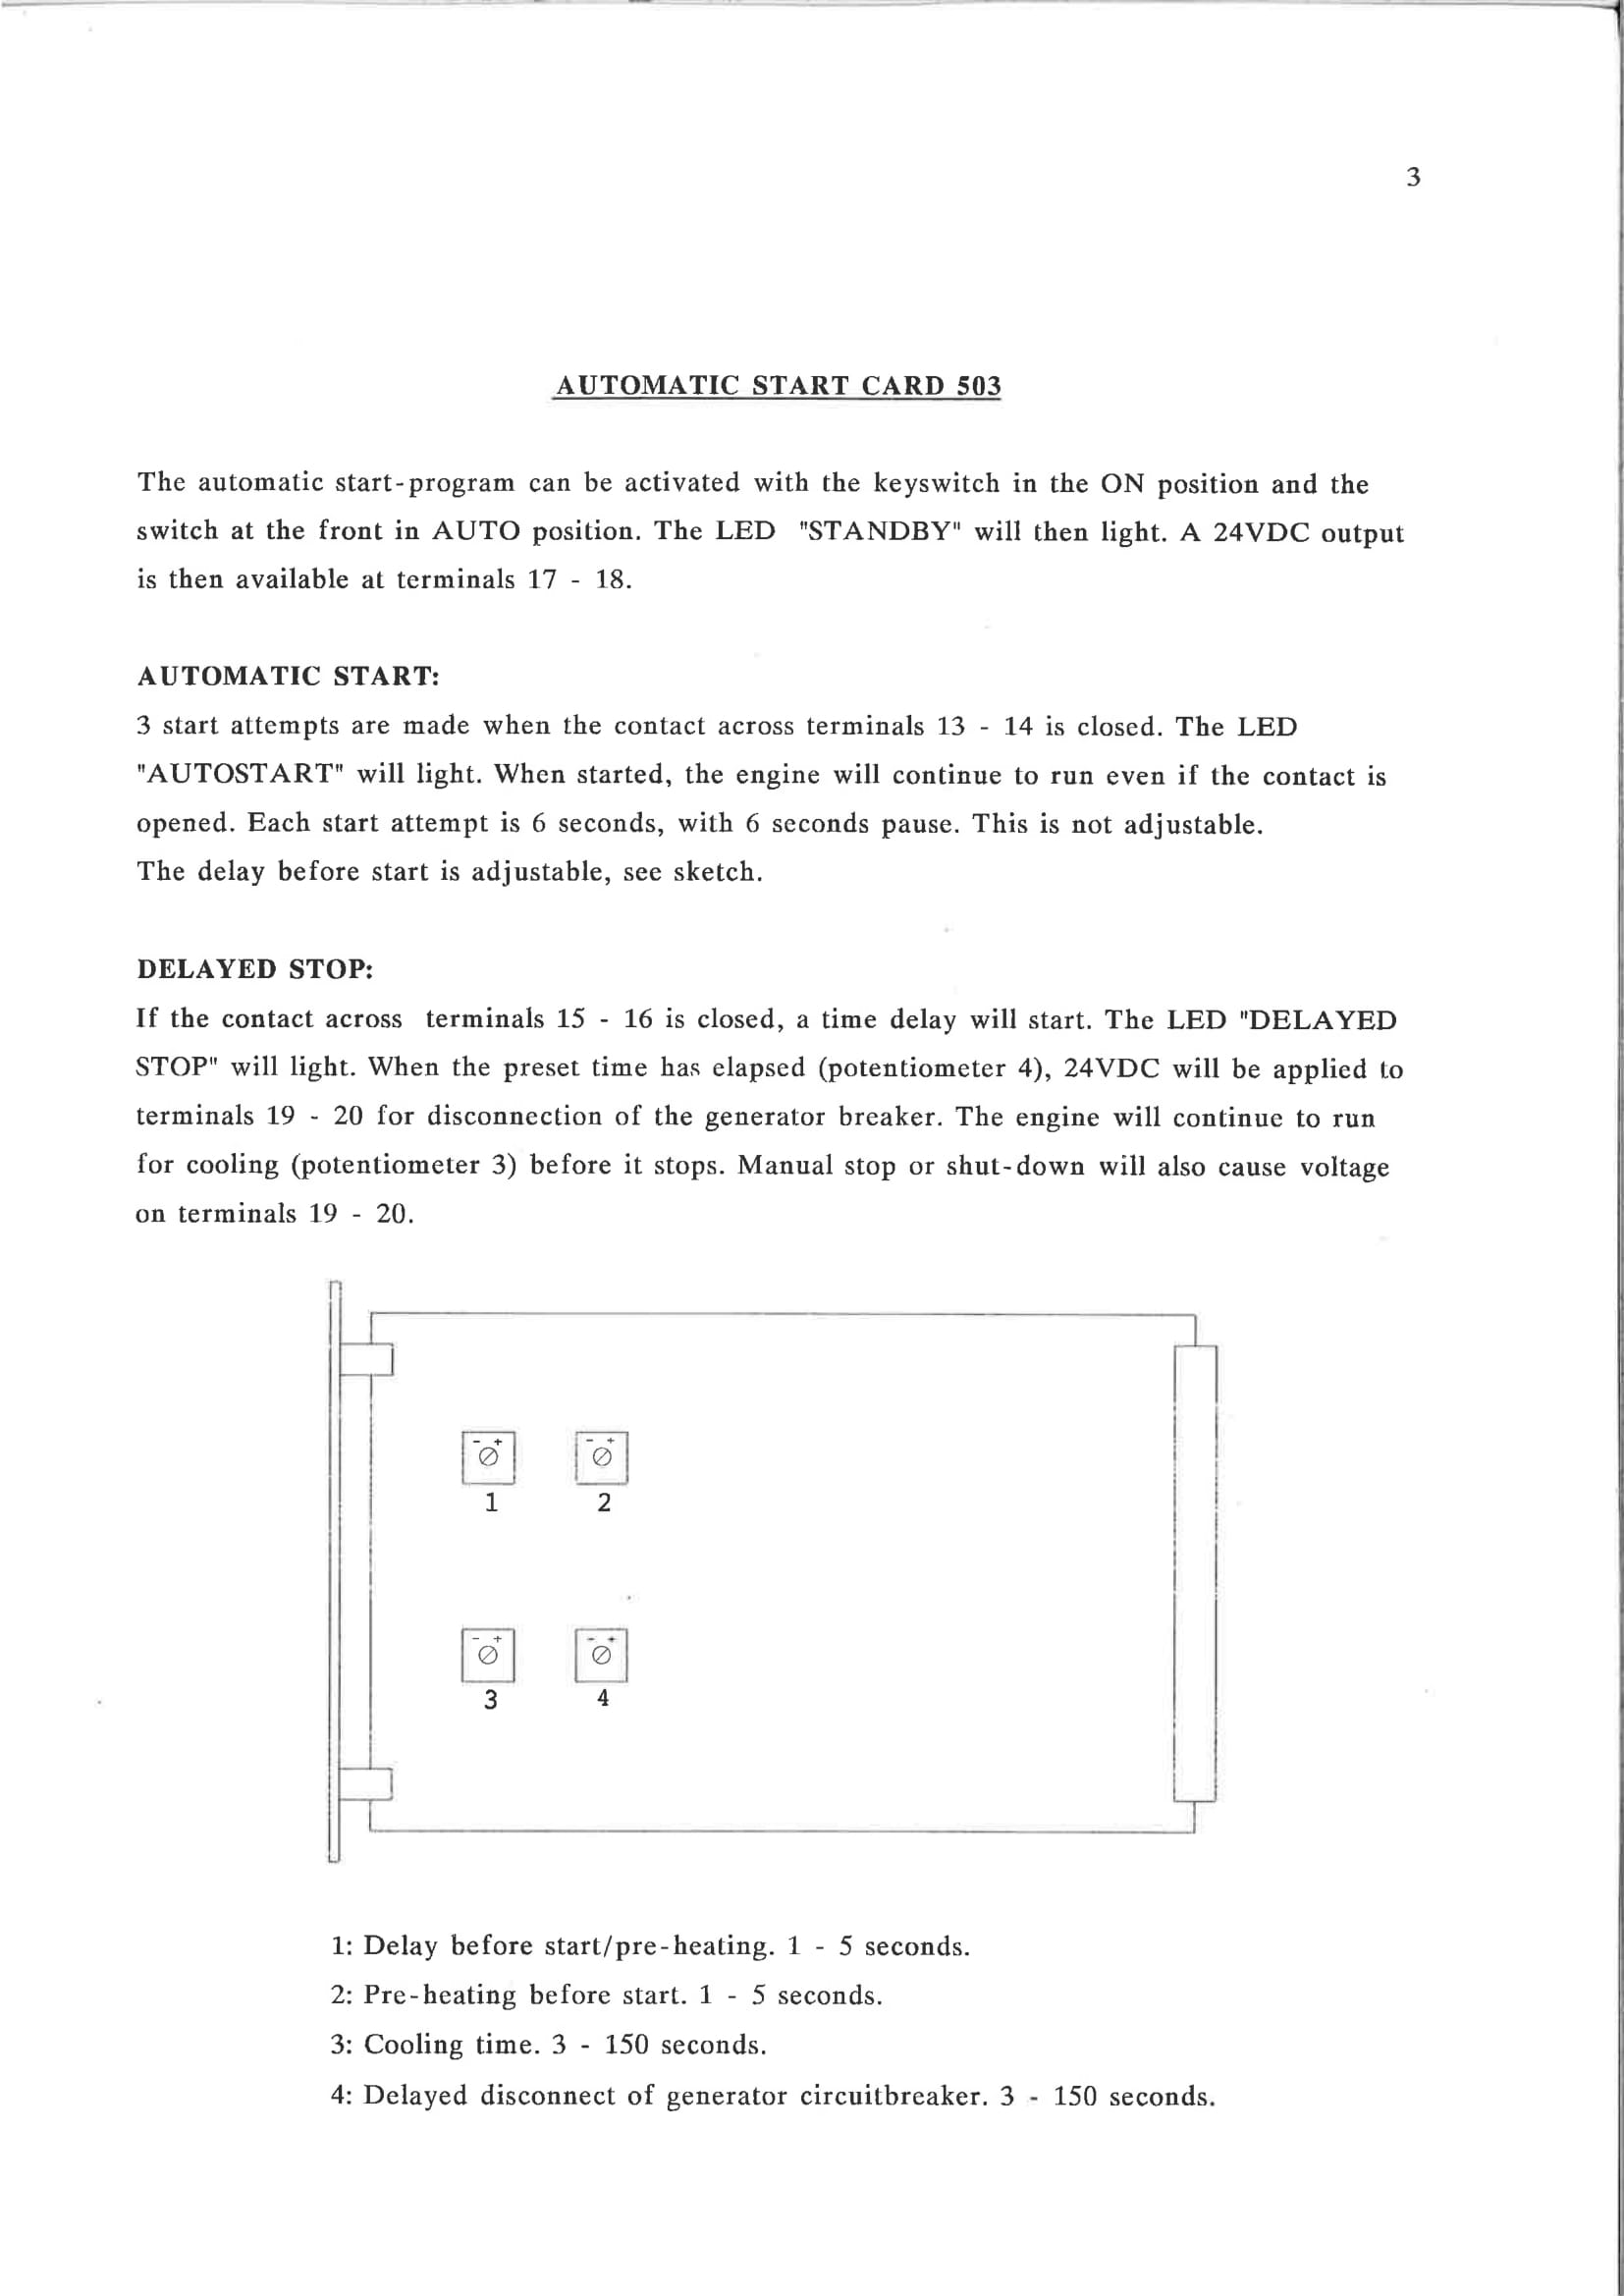 3
AUTOMATIC START CARD 503
The automatic start-program can be activated with the keyswitch in the ON position and the
switch at the front in AUTO position. The LED "STANDBY" will then light. A 24VDC output
is then available at terminals 17 - 18.
AUTOMATIC START:
3 start attempts are made when the contact across terminals 13 - 14 is closed. The LED
"AUTOSTART" will light. When started, the engine will continue to run even if the contact is
opened. Each start attempt is 6 seconds, with 6 seconds pause. This is not adjustable.
The delay before start is adjustable, see sketch.
DELAYED STOP:
If the contact across terminals 15 - 16 is closed, a time delay will start. The LED "DELAYED
STOP" will light. When the preset time has elapsed (potentiometer 4), 24VDC will be applied to
terminals 19 - 20 for disconnection of the generator breaker. The engine will continue to run
for cooling (potentiometer 3) before it stops. Manual stop or shut-down will also cause voltage
on terminals 19 - 20.
- + - +
1 2
- + - +
3 4
1: Delay before start/pre-heating. 1 - 5 seconds.
2: Pre-heating before start. 1 - 5 seconds.
3: Cooling time. 3 - 150 seconds.
4: Delayed disconnect of generator circuitbreaker. 3 - 150 seconds.